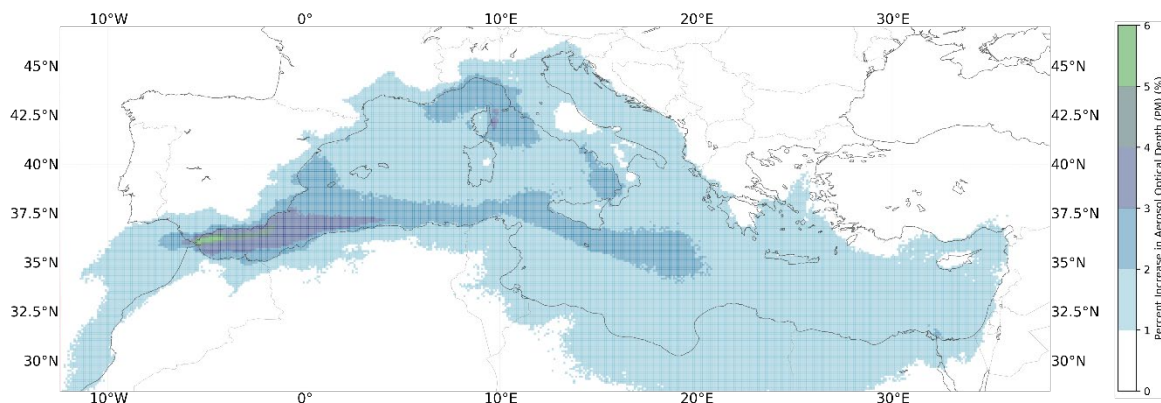 10°W 0° 10°E 20°E 30°E
45°N 45°N
42.5°N 42.5°N
40°N 40°N
37.5°N 37.5°N
35°N 35°N
32.5°N 32.5°N
30°N 30°N
10°W 0° 10°E 20°E 30°E
6
5
4
3
2
1
0
Percent Increase in Aerosol Optical Depth (PM) (%)